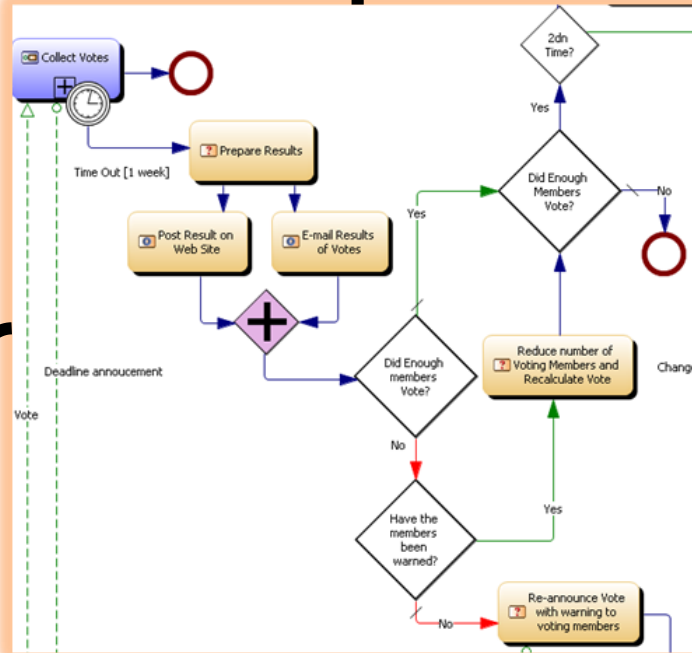 2dn
Time?
Collect Votes
Yes
Time Out [1 week]
Prepare Results
Did Enough
Members
Vote?
No
Yes
Post Result on
Web Site
E-mail Results
of Votes
Did Enough
members
Vote?
Reduce number of
Voting Members and
Recalculate Vote
Deadline annoucement
Change
Vote
No
Have the
members
been
warned?
Yes
Re-announce Vote
with warning to
voting members
No